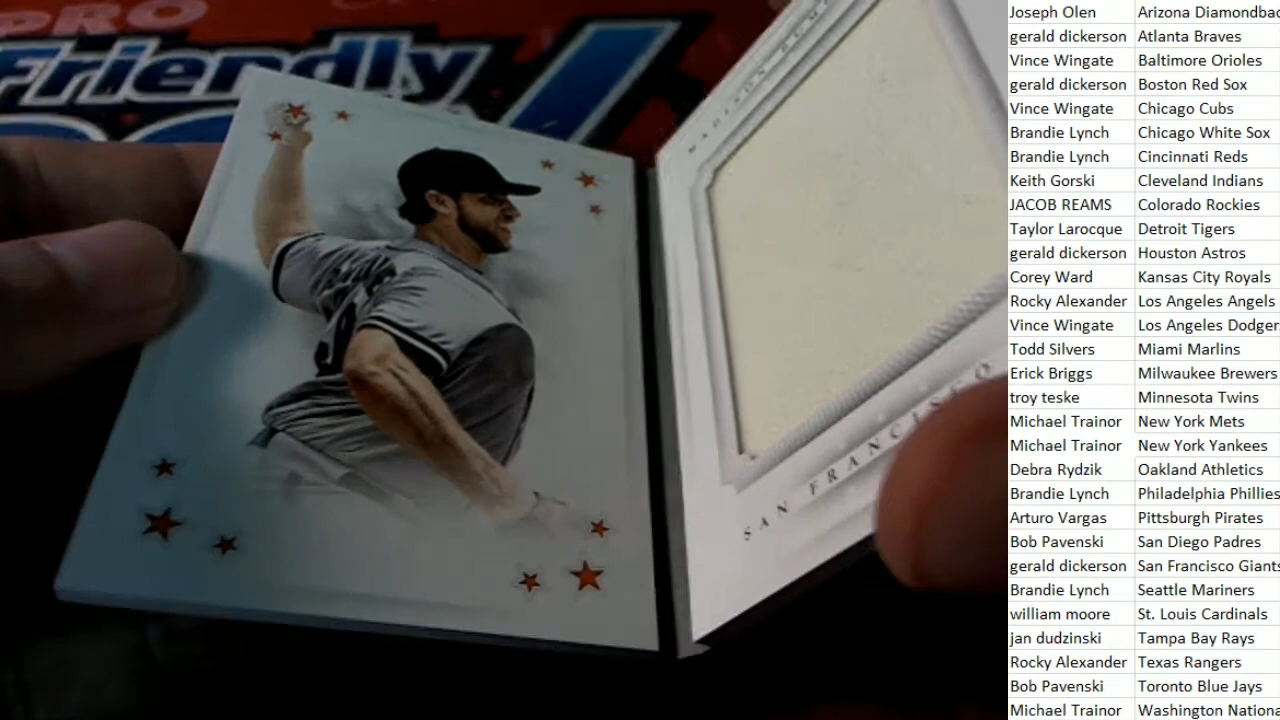 PRO
Friendly
MADISON BUM
SAN FRANCISCO
Joseph Olen Arizona Diamondbac
gerald dickerson Atlanta Braves
Vince Wingate Baltimore Orioles
gerald dickerson Boston Red Sox
Vince Wingate Chicago Cubs
Brandie Lynch Chicago White Sox
Brandie Lynch Cincinnati Reds
Keith Gorski Cleveland Indians
JACOB REAMS Colorado Rockies
Taylor Larocque Detroit Tigers
gerald dickerson Houston Astros
Corey Ward Kansas City Royals
Rocky Alexander Los Angeles Angels
Vince Wingate Los Angeles Dodger
Todd Silvers Miami Marlins
Erick Briggs Milwaukee Brewers
troy teske Minnesota Twins
Michael Trainor New York Mets
Michael Trainor New York Yankees
Debra Rydzik Oakland Athletics
Brandie Lynch Philadelphia Phillies
Arturo Vargas Pittsburgh Pirates
Bob Pavenski San Diego Padres
gerald dickerson San Francisco Giants
Brandie Lynch Seattle Mariners
william moore St. Louis Cardinals
jan dudzinski Tampa Bay Rays
Rocky Alexander Texas Rangers
Bob Pavenski Toronto Blue Jays
Michael Trainor Washington Nationa